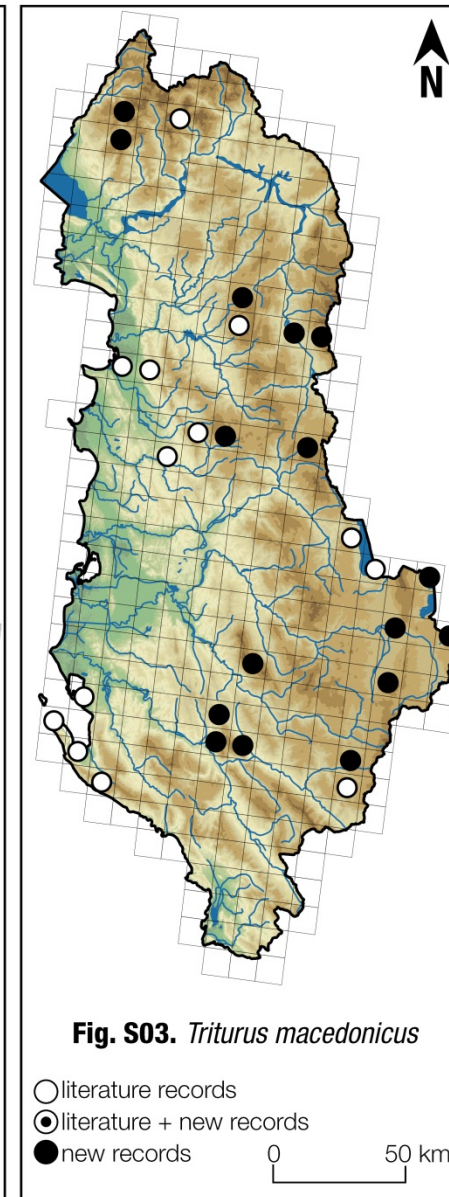 N
Fig. S03. Triturus macedonicus
literature records
literature + new records
new records
0 50 km